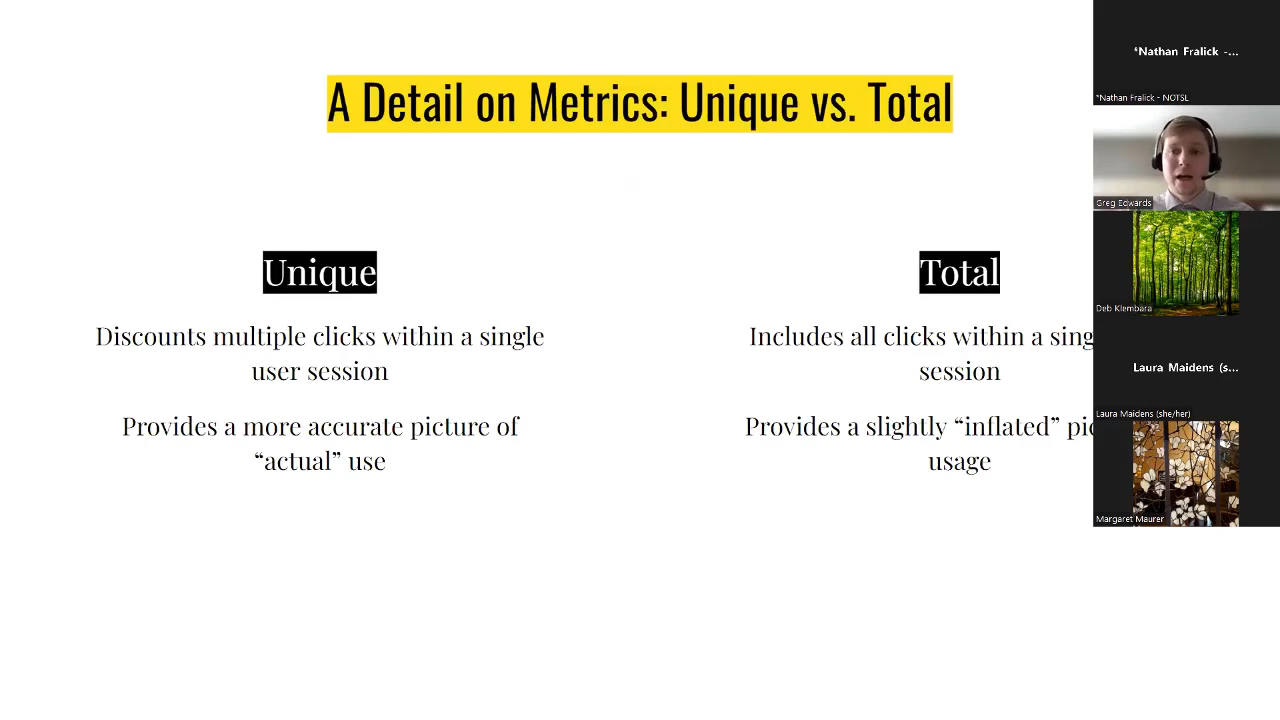 A Detail on Metrics: Unique vs. Total
Unique
Discounts multiple clicks within a single
user session
Provides a more accurate picture of
“actual” use
Total
Includes all clicks within a sing
session
Provides a slightly “inflated” pic
usage
*Nathan Fralick -...
*Nathan Fralick - NOTSL
Greg Edwards
Deb Klembara
Laura Maidens (s...
Laura Maidens (she/her)
Margaret Maurer